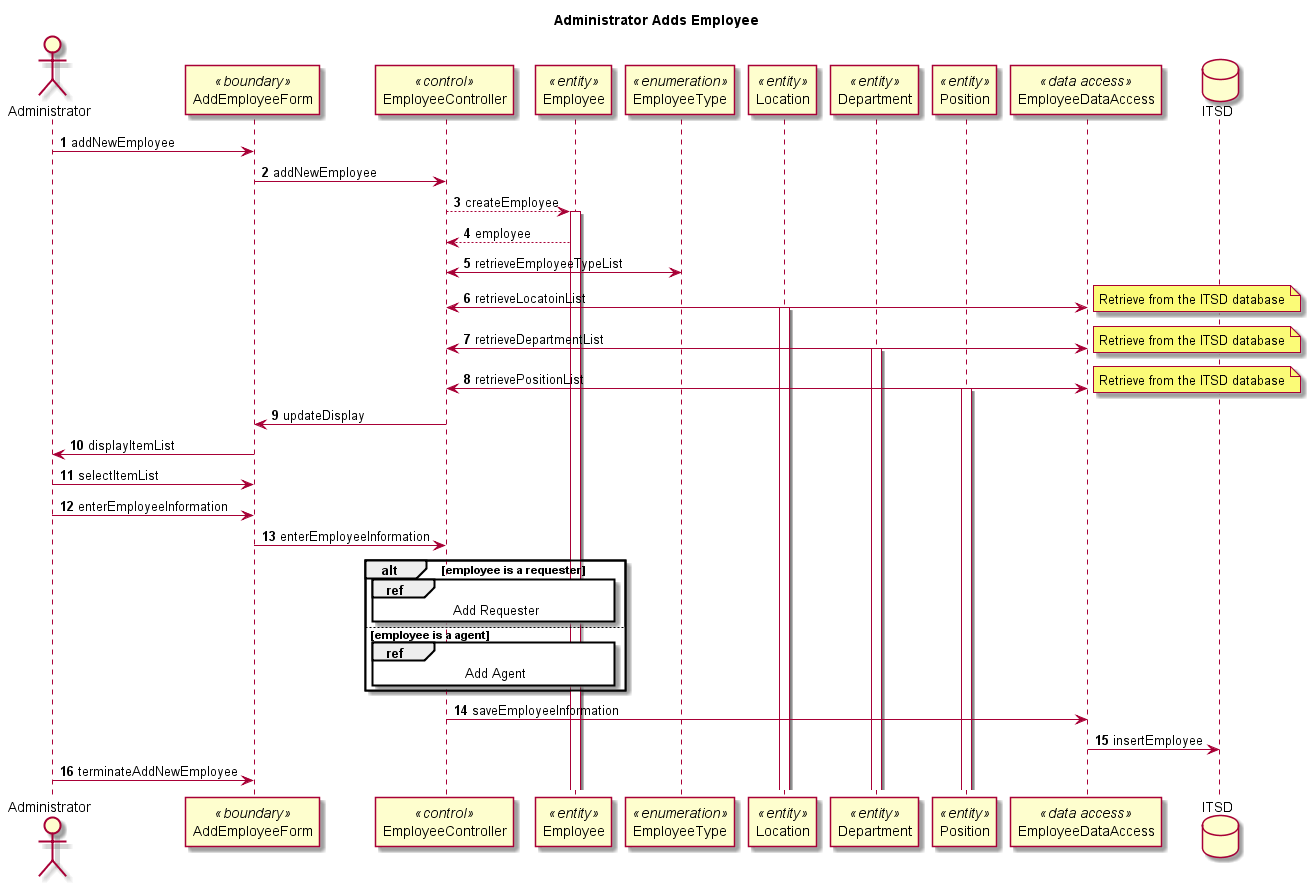 Administrator Adds Employee
Administrator
«boundary»
AddEmployeeForm
«control»
EmployeeController
«entity»
Employee
«enumeration»
EmployeeType
«entity»
Location
«entity»
Department
«entity»
Position
«data access»
EmployeeDataAccess
ITSD
1 addNewEmployee
2 addNewEmployee
3 createEmployee
4 employee
5 retrieveEmployeeTypeList
6 retrieveLocatoinList
Retrieve from the ITSD database
7 retrieveDepartmentList
Retrieve from the ITSD database
8 retrievePositionList
Retrieve from the ITSD database
9 updateDisplay
10 displayItemList
11 selectItemList
12 enterEmployeeInformation
13 enterEmployeeInformation
alt [employee is a requester]
ref
Add Requester
[employee is a agent]
ref
Add Agent
14 saveEmployeeInformation
15 insertEmployee
16 terminateAddNewEmployee
Administrator
«boundary»
AddEmployeeForm
«control»
EmployeeController
«entity»
Employee
«enumeration»
EmployeeType
«entity»
Location
«entity»
Department
«entity»
Position
«data access»
EmployeeDataAccess
ITSD